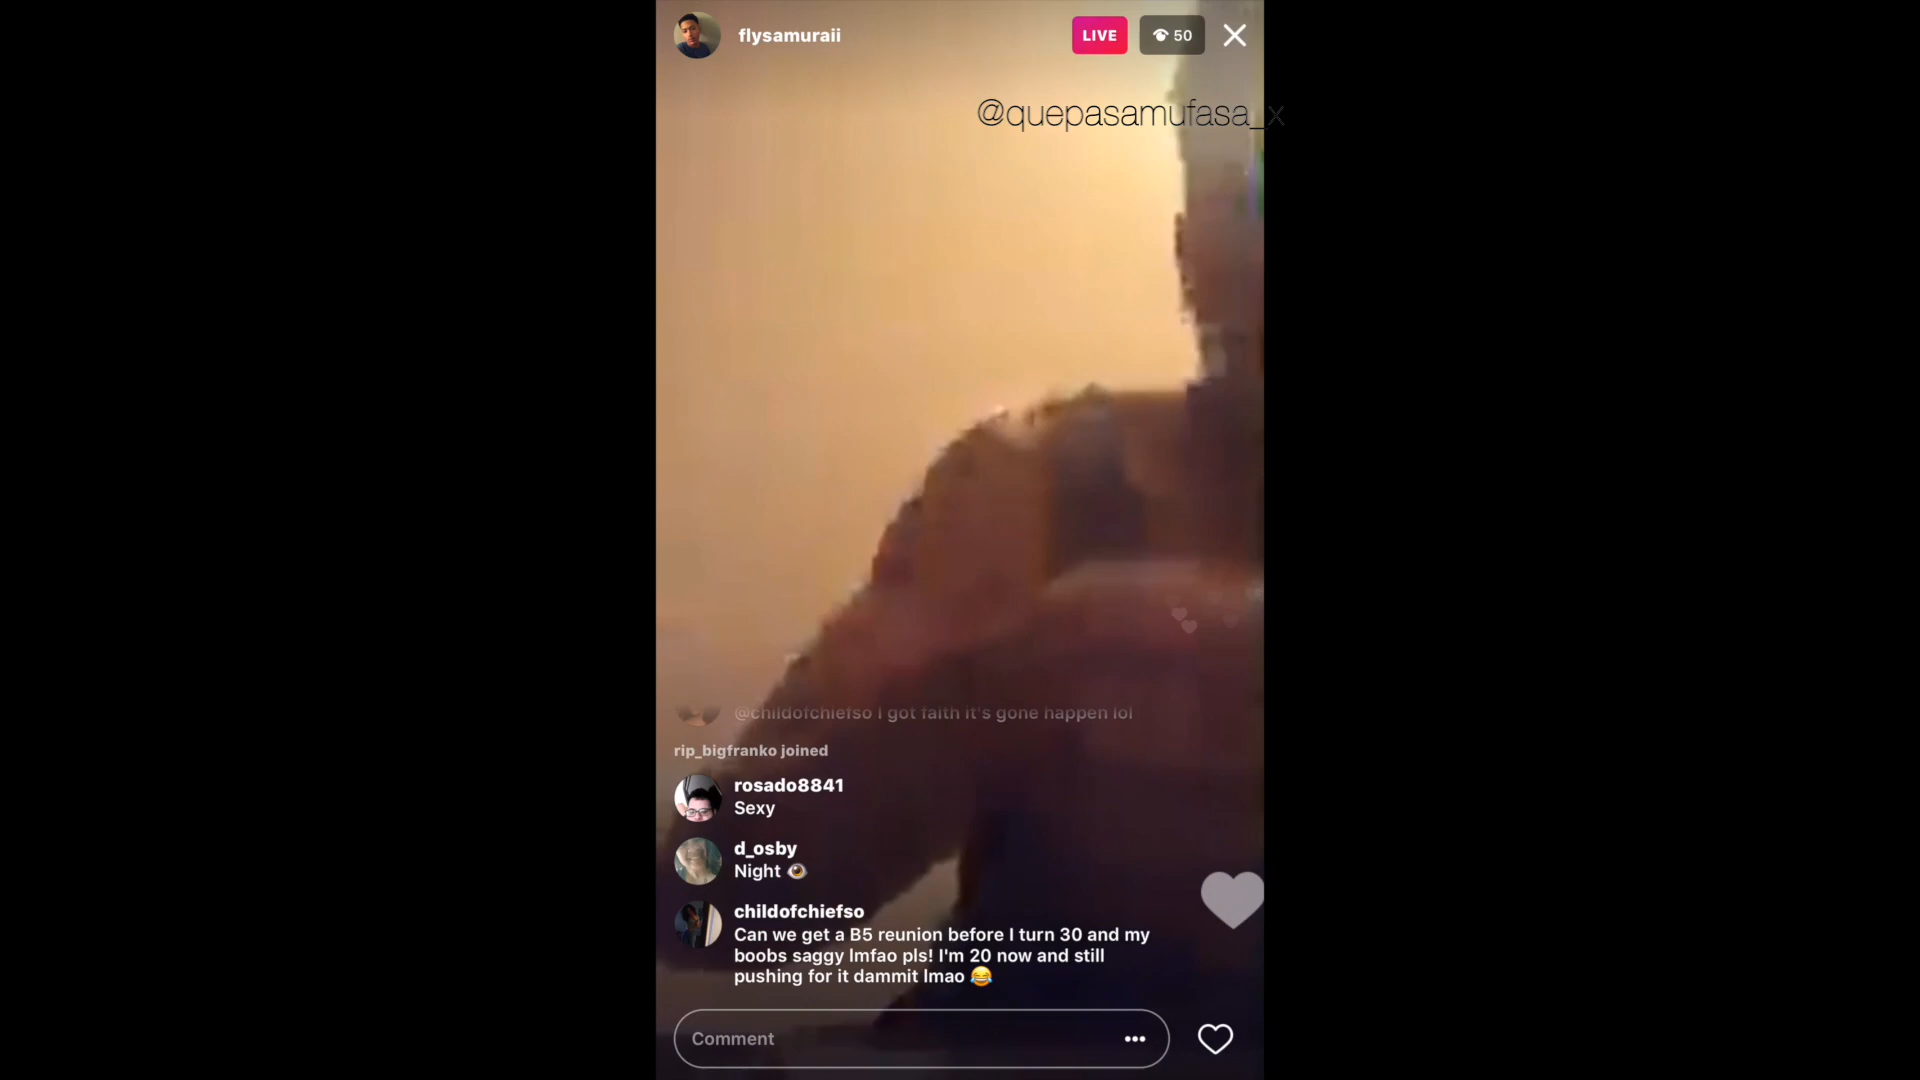 flysamuraii
LIVE
50
@quepasamufasa_x
@childofchiefso I got faith it's gone happen lol
rip_bigfranko joined
rosado8841
Sexy
d_osby
Night 👁
childofchiefso
Can we get a B5 reunion before I turn 30 and my
boobs saggy lmfao pls! I'm 20 now and still
pushing for it dammit lmao 😂
Comment